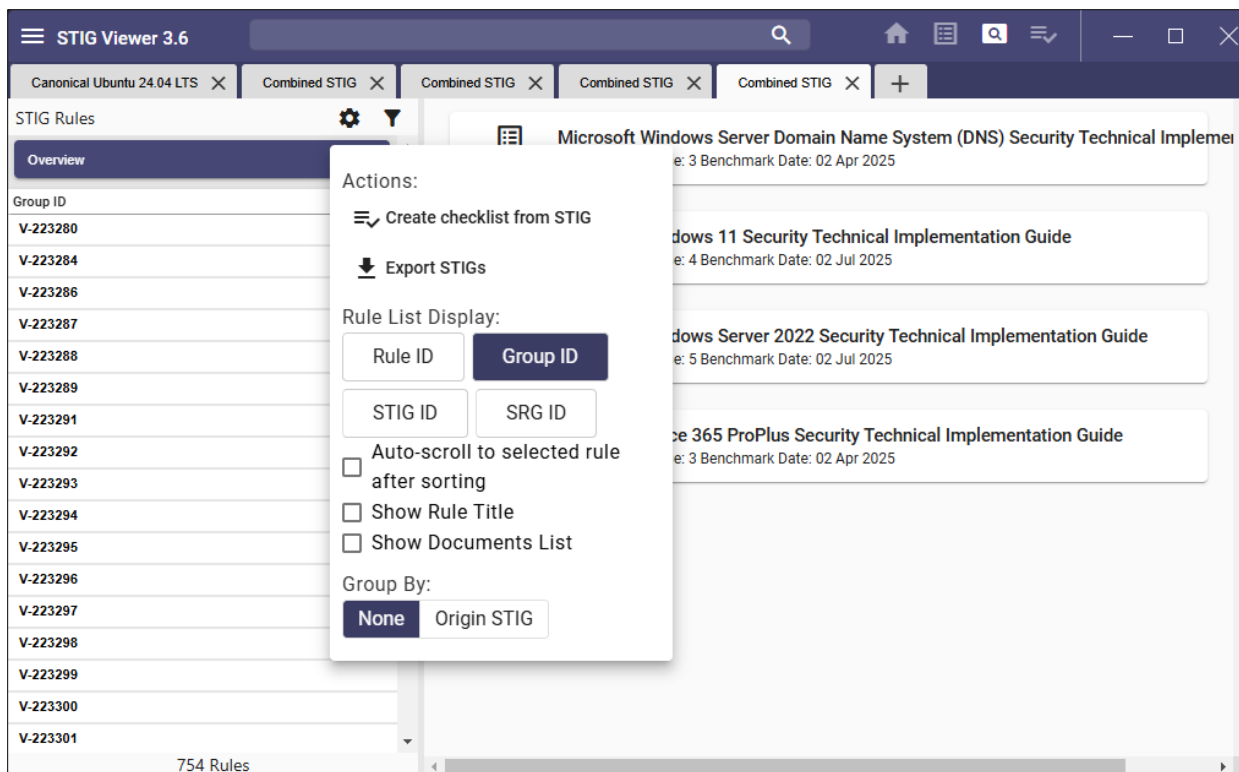 STIG Viewer 3.6
Canonical Ubuntu 24.04 LTS
Combined STIG
Combined STIG
Combined STIG
Combined STIG
STIG Rules
Overview
Group ID
V-223280
V-223284
V-223286
V-223287
V-223288
V-223289
V-223291
V-223292
V-223293
V-223294
V-223295
V-223296
V-223297
V-223298
V-223299
V-223300
V-223301
754 Rules
Actions:
Create checklist from STIG
Export STIGs
Rule List Display:
Rule ID
Group ID
STIG ID
SRG ID
Auto-scroll to selected rule
after sorting
Show Rule Title
Show Documents List
Group By:
None
Origin STIG
Microsoft Windows Server Domain Name System (DNS) Security Technical Implemen
e: 3 Benchmark Date: 02 Apr 2025
dows 11 Security Technical Implementation Guide
e: 4 Benchmark Date: 02 Jul 2025
dows Server 2022 Security Technical Implementation Guide
e: 5 Benchmark Date: 02 Jul 2025
ce 365 ProPlus Security Technical Implementation Guide
e: 3 Benchmark Date: 02 Apr 2025